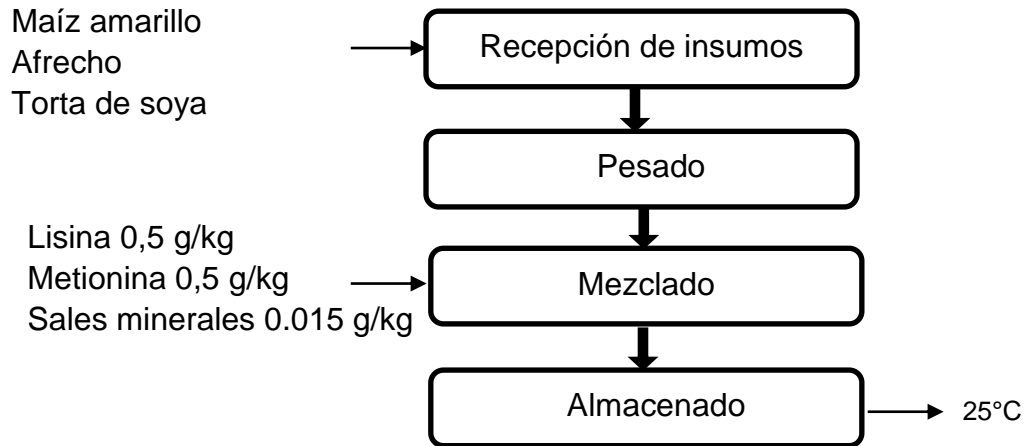 Maíz amarillo
Afrecho
Torta de soya
Recepción de insumos
Pesado
Lisina 0,5 g/kg
Metionina 0,5 g/kg
Sales minerales 0.015 g/kg
Mezclado
Almacenado
25°C